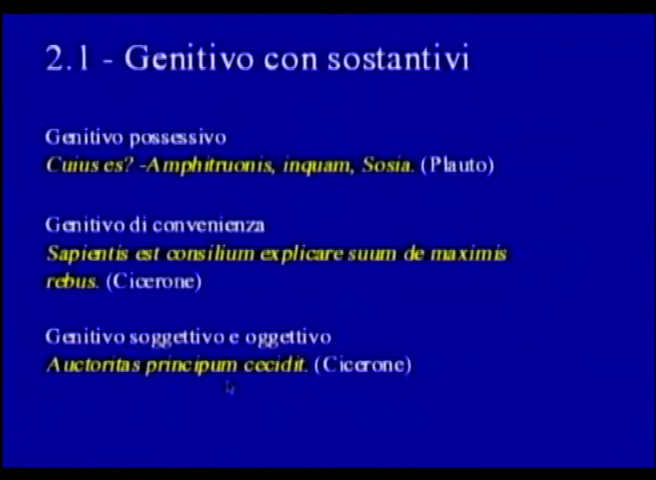 2.1 - Genitivo con sostantivi
Genitivo possessivo
Cuius es? -Amphitruonis, inquam, Sosia. (Plauto)
Genitivo di convenienza
Sapientis est consilium explicare suum de maximis
rebus. (Cicerone)
Genitivo soggettivo e oggettivo
Auctoritas principum cecidit. (Cicerone)